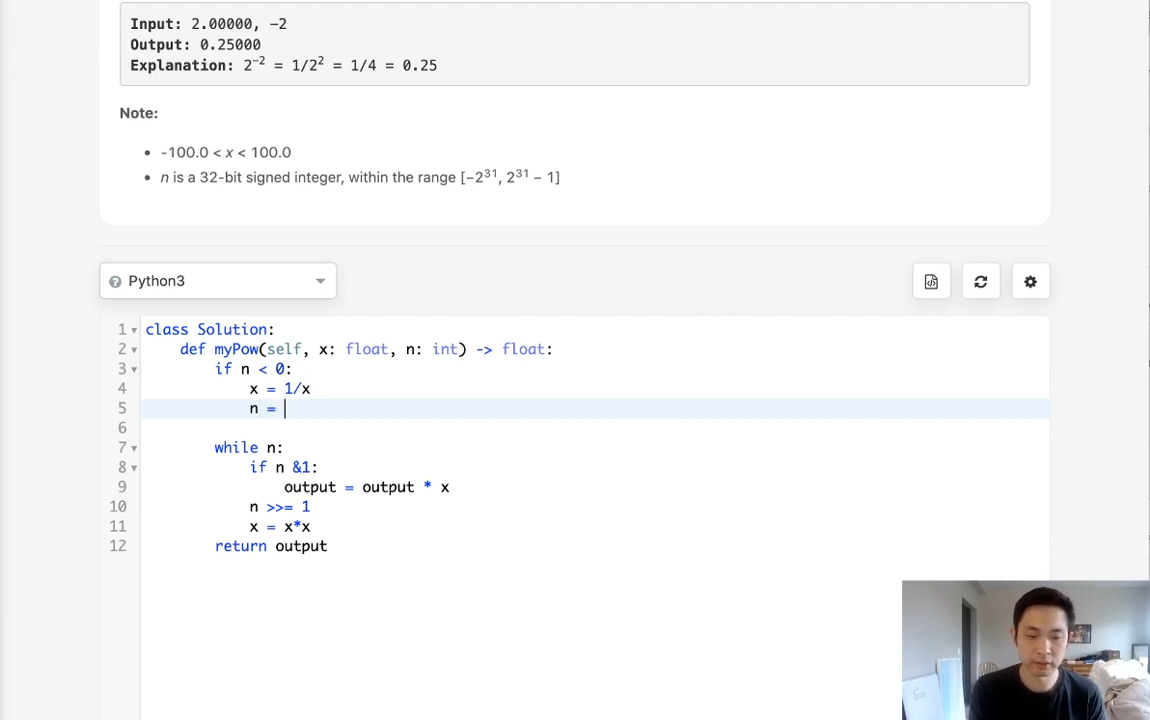 Input: 2.00000, -2
Output: 0.25000
Explanation: 2⁻² = 1/2² = 1/4 = 0.25
Note:
• -100.0 < x < 100.0
• n is a 32-bit signed integer, within the range [−2³¹, 2³¹ − 1]
Python3
1 class Solution:
2 def myPow(self, x: float, n: int) -> float:
3 if n < 0:
4 x = 1/x
5 n =
6
7 while n:
8 if n &1:
9 output = output * x
10 n >>= 1
11 x = x*x
12 return output